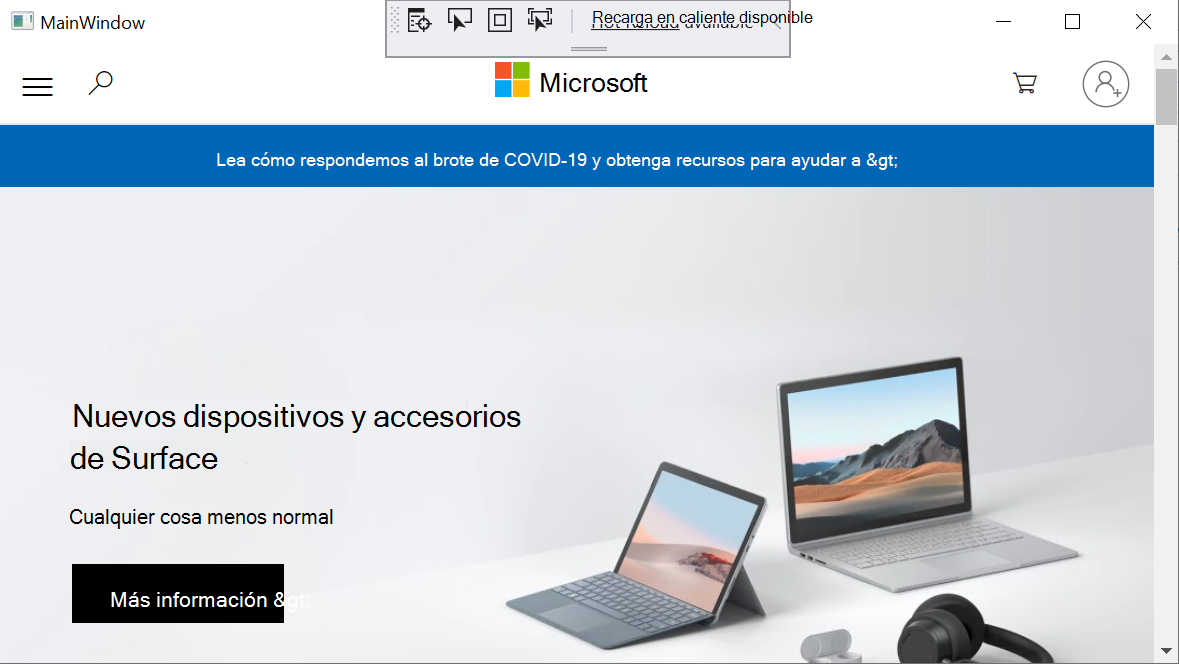 MainWindow
Recarga en caliente disponible
Microsoft
Lea cómo respondemos al brote de COVID-19 y obtenga recursos para ayudar a &gt;
Nuevos dispositivos y accesorios
de Surface
Cualquier cosa menos normal
Más información &gt;